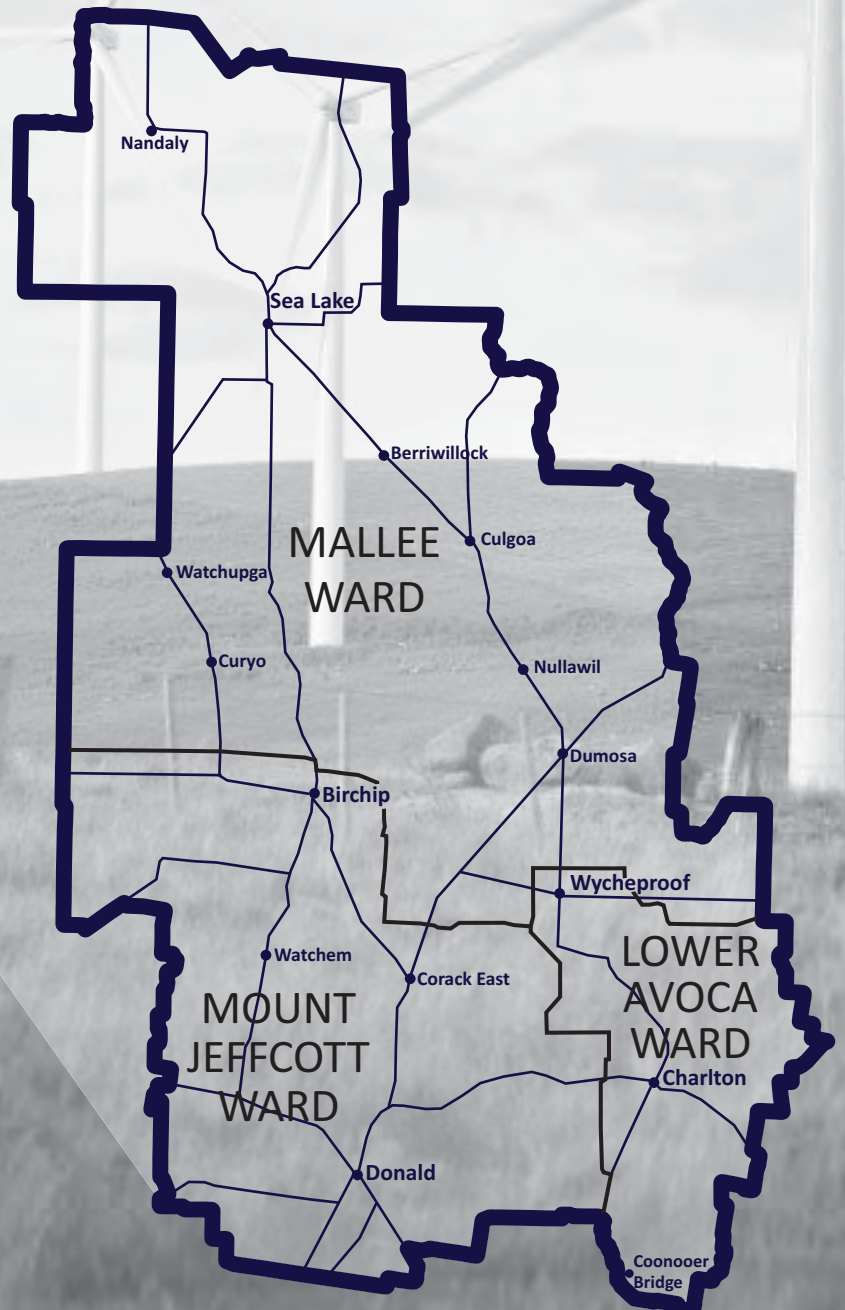 Nandaly
Sea Lake
Berriwillock
MALLEE
WARD
Culgoa
Watchupga
Curyo
Nullawil
Dumosa
Birchip
Wycheproof
LOWER
AVOCA
WARD
Watchem
Corack East
MOUNT
JEFFCOTT
WARD
Charlton
Donald
Coonooer
Bridge